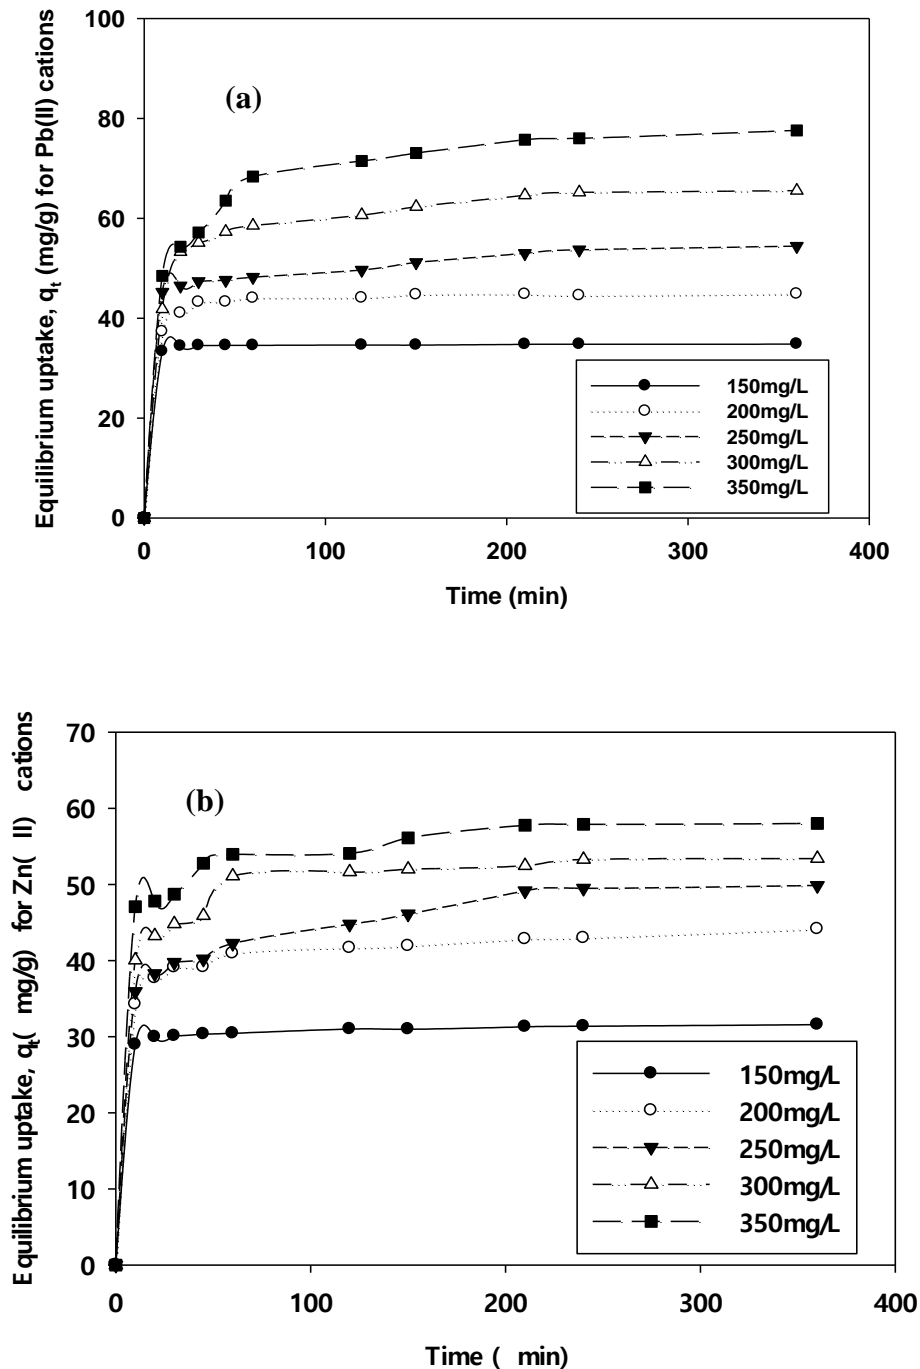 100
80
60
40
20
0
Equilibrium uptake, qt (mg/g) for Pb(II) cations
(a)
150mg/L
200mg/L
250mg/L
300mg/L
350mg/L
0 100 200 300 400
Time (min)
70
60
50
40
30
20
10
0
Equilibrium uptake, qt( mg/g) for Zn( II) cations
(b)
150mg/L
200mg/L
250mg/L
300mg/L
350mg/L
0 100 200 300 400
Time ( min)